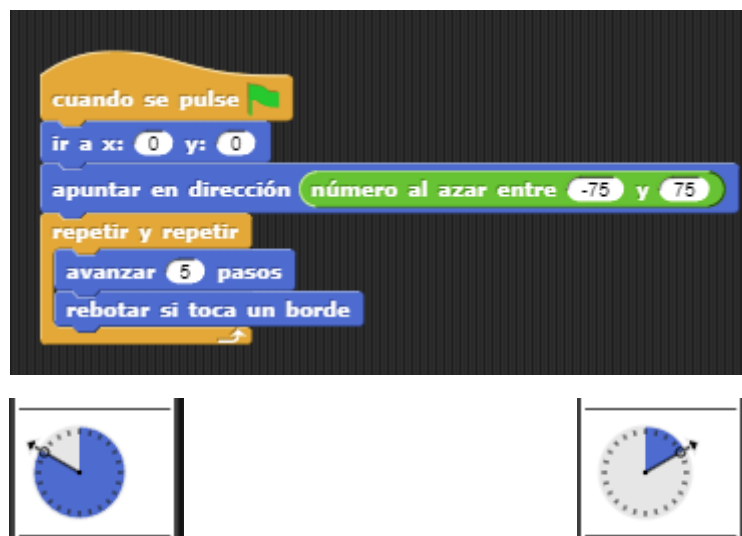 cuando se pulse
ir a x: 0 y: 0
apuntar en dirección número al azar entre -75 y 75
repetir y repetir
avanzar 5 pasos
rebotar si toca un borde